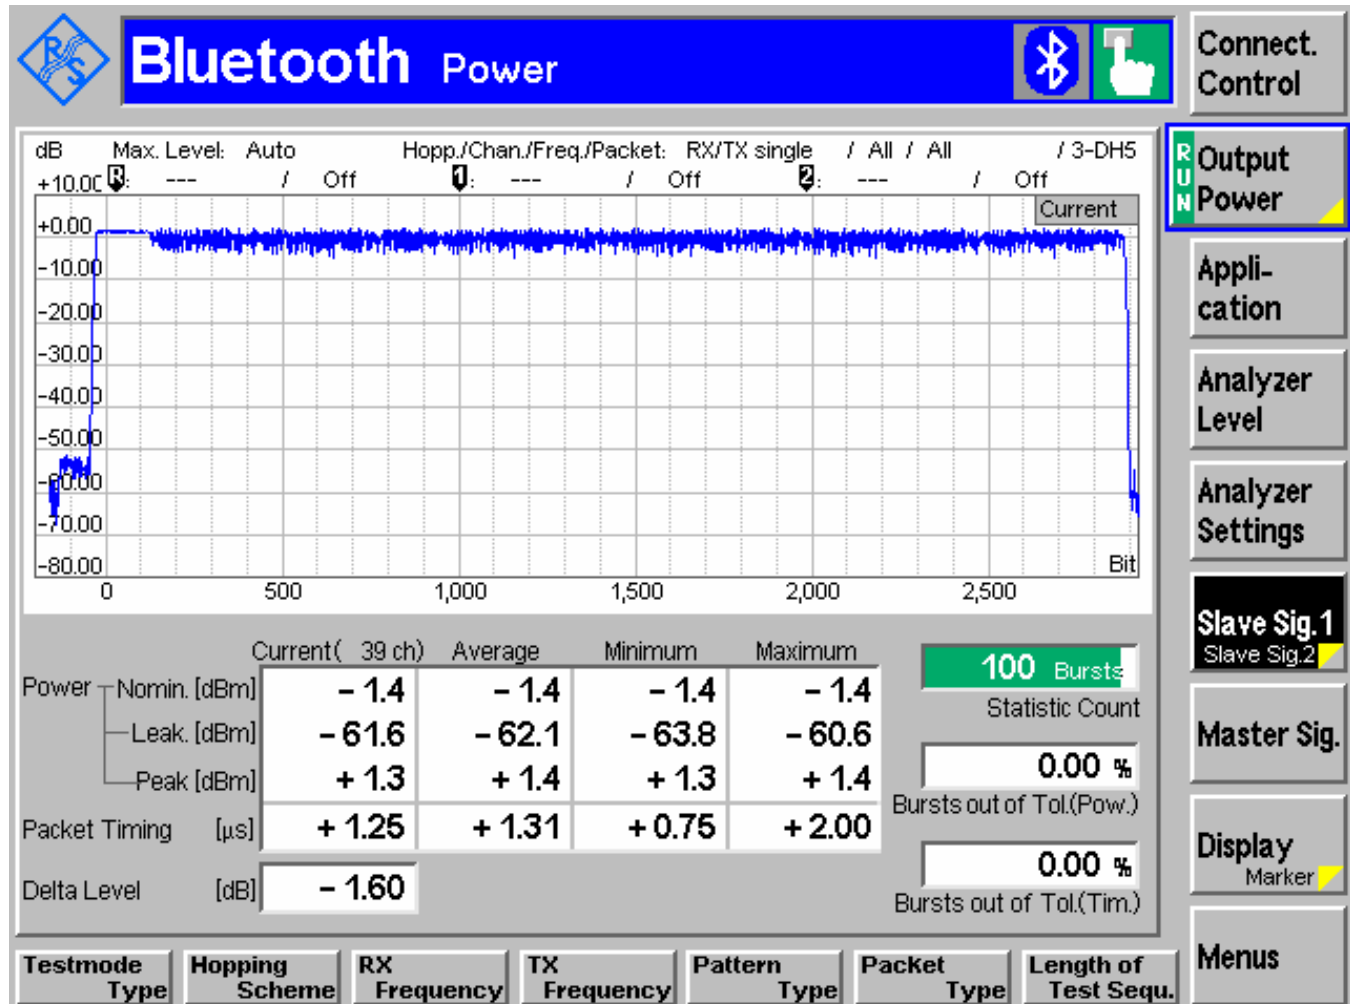 R&S Bluetooth Power
Connect. Control
dB Max. Level: Auto Hopp./Chan./Freq./Packet: RX/TX single / All / All / 3-DH5
+10.00 R: --- / Off 1: --- / Off 2: --- / Off
Current
+0.00
-10.00
-20.00
-30.00
-40.00
-50.00
-60.00
-70.00
-80.00
Bit
0 500 1,000 1,500 2,000 2,500
Current( 39 ch) Average Minimum Maximum
Power Nomin. [dBm] - 1.4 - 1.4 - 1.4 - 1.4
Leak. [dBm] - 61.6 - 62.1 - 63.8 - 60.6
Peak [dBm] + 1.3 + 1.4 + 1.3 + 1.4
Packet Timing [µs] + 1.25 + 1.31 + 0.75 + 2.00
Delta Level [dB] - 1.60
100 Bursts
Statistic Count
0.00 %
Bursts out of Tol.(Pow.)
0.00 %
Bursts out of Tol.(Tim.)
RUN
Output
Power
Appli-
cation
Analyzer
Level
Analyzer
Settings
Slave Sig.1
Slave Sig.2
Master Sig.
Display
Marker
Menus
Testmode Type
Hopping Scheme
RX Frequency
TX Frequency
Pattern Type
Packet Type
Length of Test Sequ.